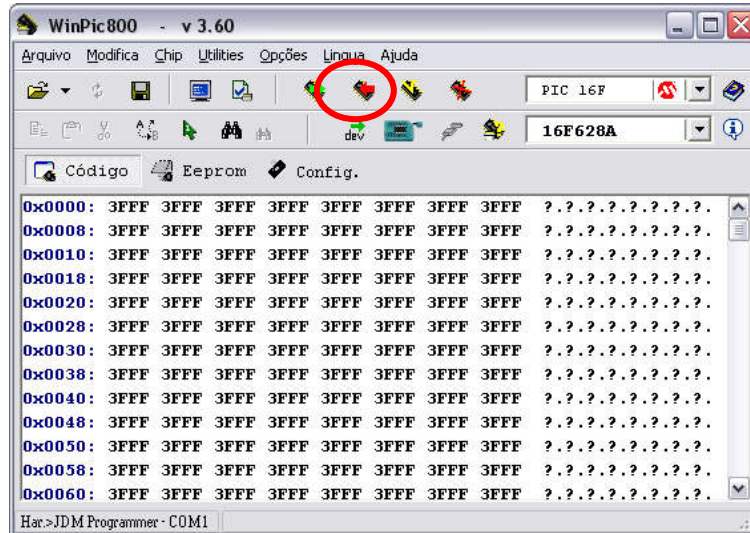 WinPic800 - v 3.60
Arquivo Modifica Chip Utilities Opções Lingua Ajuda
PIC 16F
dev 16F628A
Código Eeprom Config.
0x0000: 3FFF 3FFF 3FFF 3FFF 3FFF 3FFF 3FFF 3FFF ?.?.?.?.?.?.?.?.
0x0008: 3FFF 3FFF 3FFF 3FFF 3FFF 3FFF 3FFF 3FFF ?.?.?.?.?.?.?.?.
0x0010: 3FFF 3FFF 3FFF 3FFF 3FFF 3FFF 3FFF 3FFF ?.?.?.?.?.?.?.?.
0x0018: 3FFF 3FFF 3FFF 3FFF 3FFF 3FFF 3FFF 3FFF ?.?.?.?.?.?.?.?.
0x0020: 3FFF 3FFF 3FFF 3FFF 3FFF 3FFF 3FFF 3FFF ?.?.?.?.?.?.?.?.
0x0028: 3FFF 3FFF 3FFF 3FFF 3FFF 3FFF 3FFF 3FFF ?.?.?.?.?.?.?.?.
0x0030: 3FFF 3FFF 3FFF 3FFF 3FFF 3FFF 3FFF 3FFF ?.?.?.?.?.?.?.?.
0x0038: 3FFF 3FFF 3FFF 3FFF 3FFF 3FFF 3FFF 3FFF ?.?.?.?.?.?.?.?.
0x0040: 3FFF 3FFF 3FFF 3FFF 3FFF 3FFF 3FFF 3FFF ?.?.?.?.?.?.?.?.
0x0048: 3FFF 3FFF 3FFF 3FFF 3FFF 3FFF 3FFF 3FFF ?.?.?.?.?.?.?.?.
0x0050: 3FFF 3FFF 3FFF 3FFF 3FFF 3FFF 3FFF 3FFF ?.?.?.?.?.?.?.?.
0x0058: 3FFF 3FFF 3FFF 3FFF 3FFF 3FFF 3FFF 3FFF ?.?.?.?.?.?.?.?.
0x0060: 3FFF 3FFF 3FFF 3FFF 3FFF 3FFF 3FFF 3FFF ?.?.?.?.?.?.?.?.
Har.>JDM Programmer - COM1